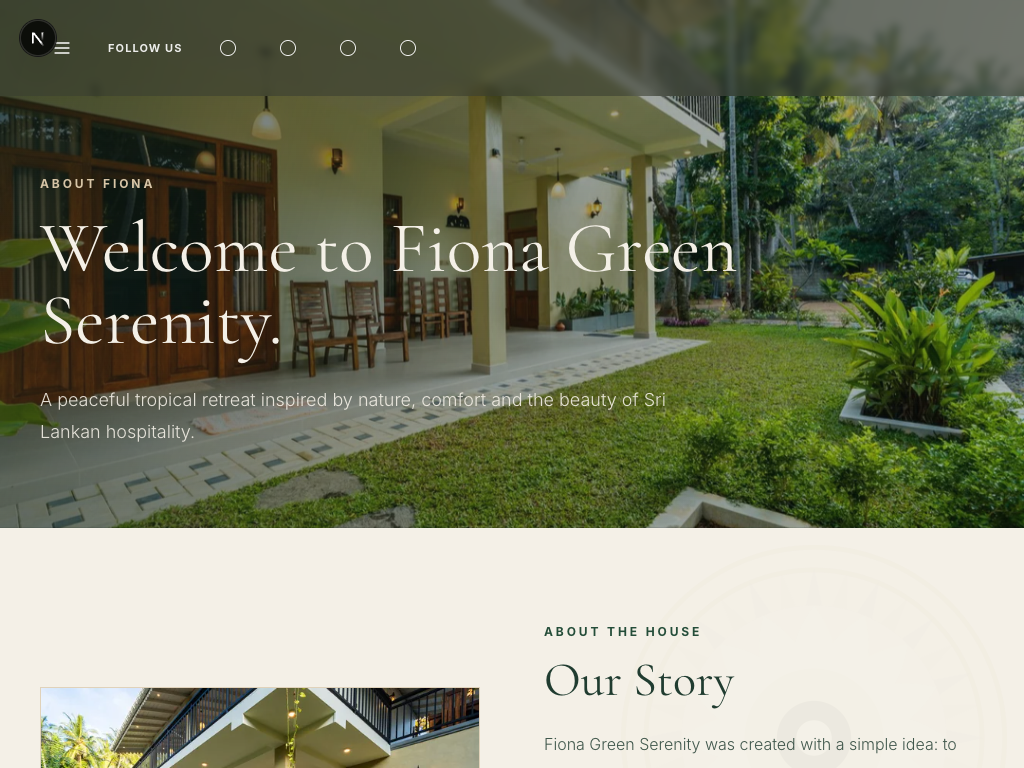 N
FOLLOW US
ABOUT FIONA
Welcome to Fiona Green
Serenity.
A peaceful tropical retreat inspired by nature, comfort and the beauty of Sri
Lankan hospitality.
ABOUT THE HOUSE
Our Story
Fiona Green Serenity was created with a simple idea: to